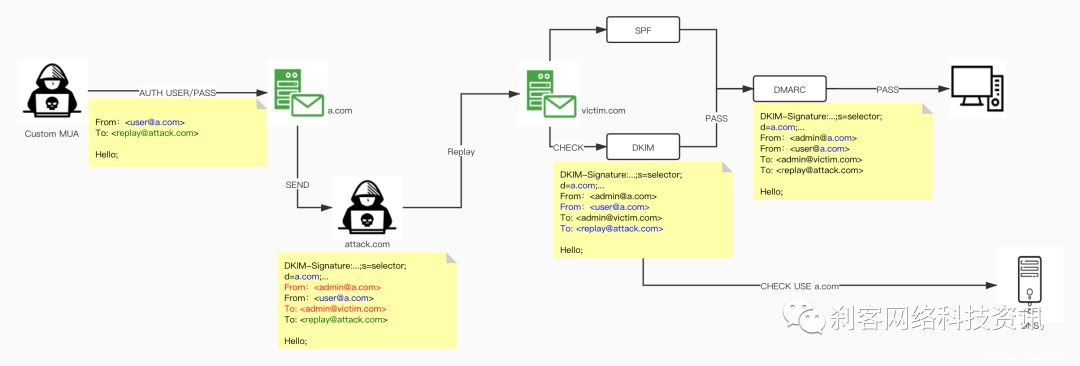 Custom MUA
AUTH USER/PASS
From：<user@a.com>
To: <replay@attack.com>
Hello;
a.com
SEND
attack.com
DKIM-Signature:...;s=selector;
d=a.com;...
From：<admin@a.com>
From：<user@a.com>
To: <admin@victim.com>
To: <replay@attack.com>
Hello;
Replay
victim.com
SPF
CHECK
DKIM
PASS
DKIM-Signature:...;s=selector;
d=a.com;...
From：<admin@a.com>
From：<user@a.com>
To: <admin@victim.com>
To: <replay@attack.com>
Hello;
DMARC
PASS
DKIM-Signature:...;s=selector;
d=a.com;...
From：<admin@a.com>
From：<user@a.com>
To: <admin@victim.com>
To: <replay@attack.com>
Hello;
CHECK USE a.com
刹客网络科技资讯